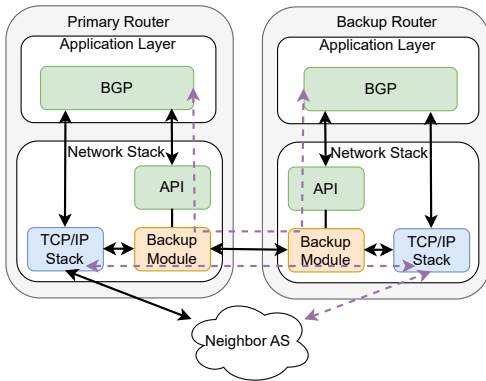 Primary Router
Application Layer
BGP
Network Stack
API
TCP/IP
Stack
Backup
Module
Backup Router
Application Layer
BGP
Network Stack
API
Backup
Module
TCP/IP
Stack
Neighbor AS